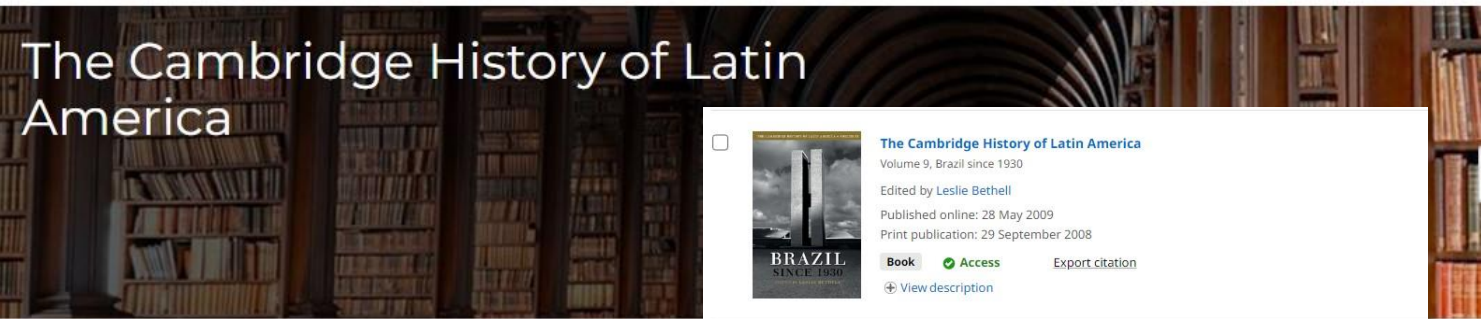 The Cambridge History of Latin
America
The Cambridge History of Latin America
Volume 9, Brazil since 1930
Edited by Leslie Bethell
Published online: 28 May 2009
Print publication: 29 September 2008
Book Access Export citation
View description
BRAZIL
SINCE 1930